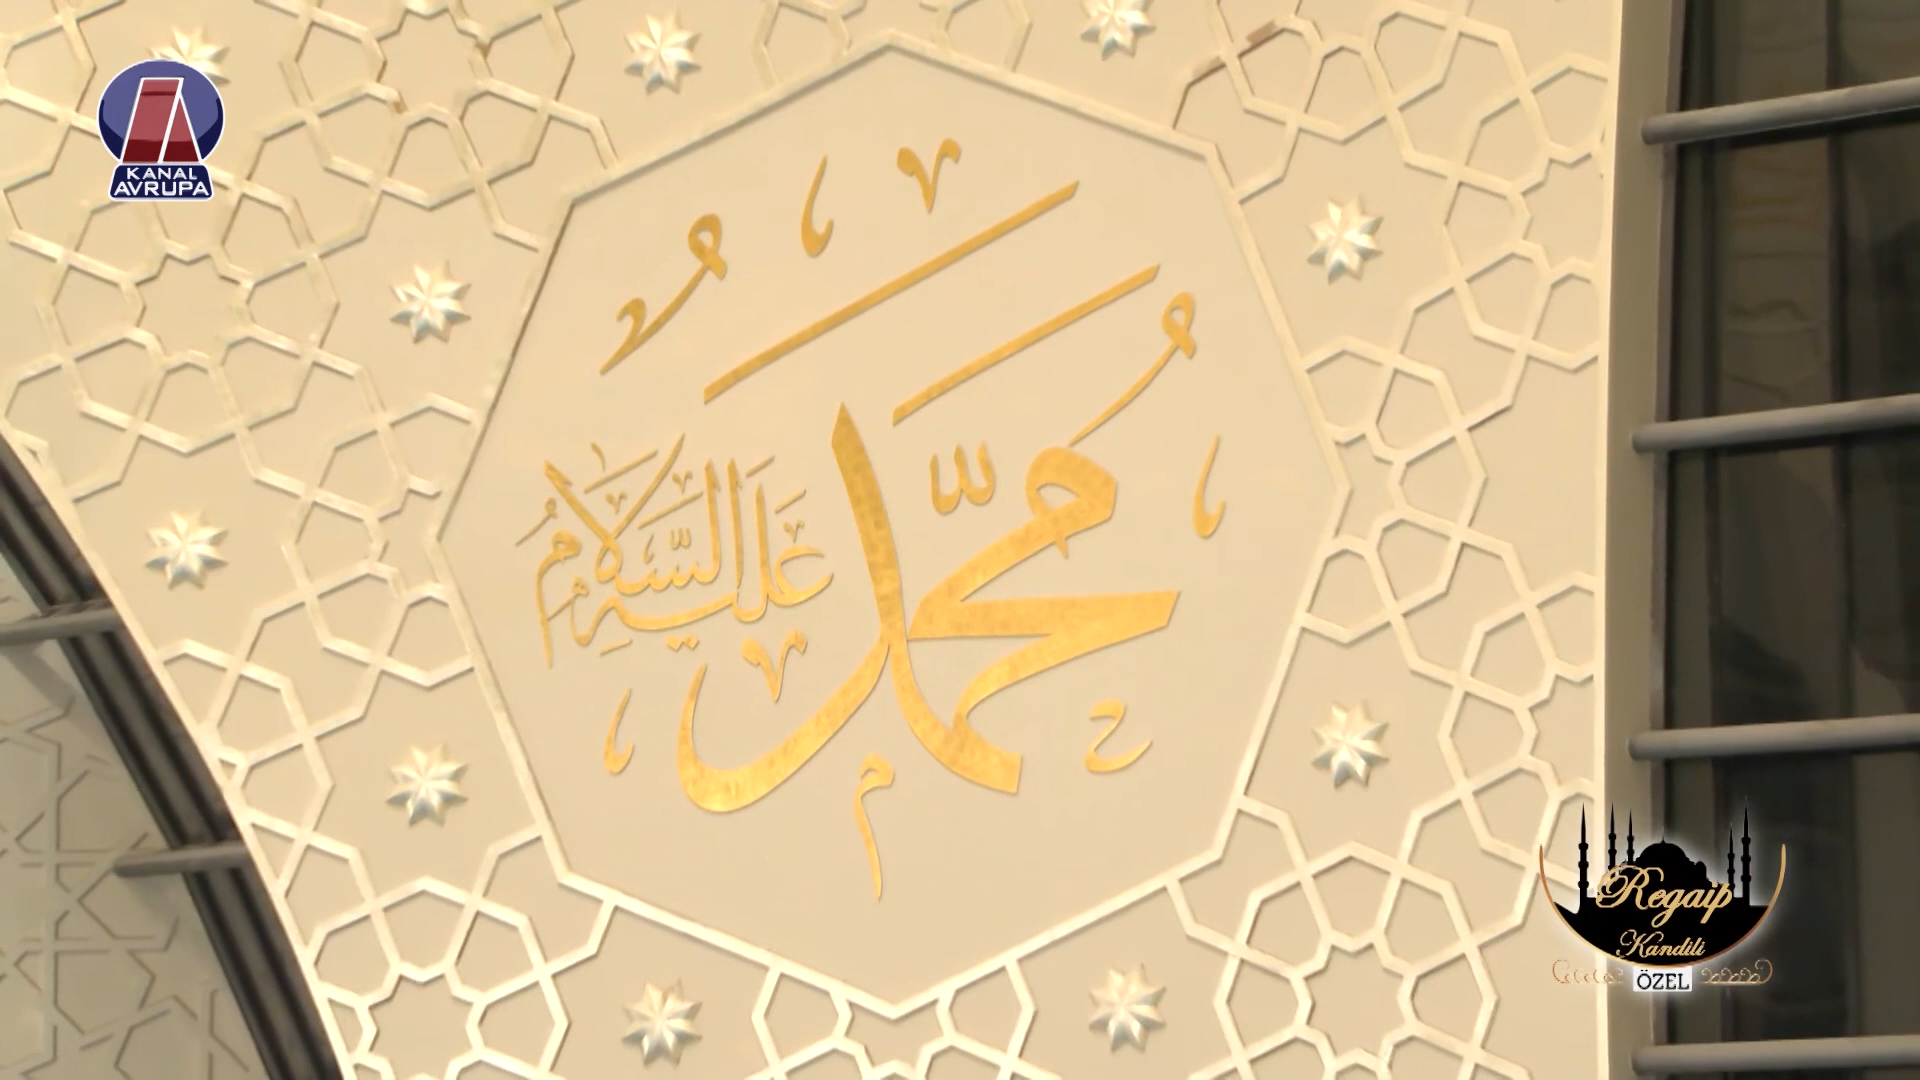 KANAL
AVRUPA
محمد
عليه السلام
Regaip
Kandili
ÖZEL